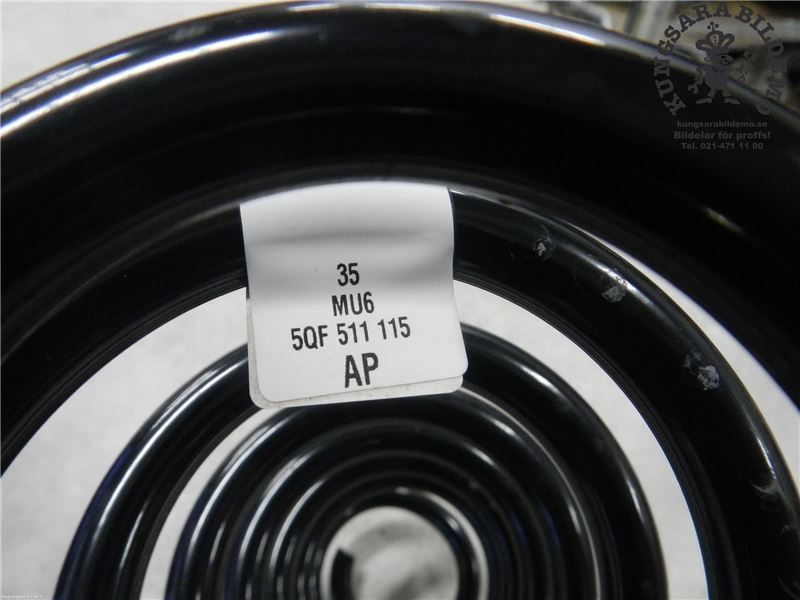 KUNGSARA BILDEMO
kungsarabildemo.se
Bildelar för proffs!
Tel. 021-471 11 00
35
MU6
5QF 511 115
AP